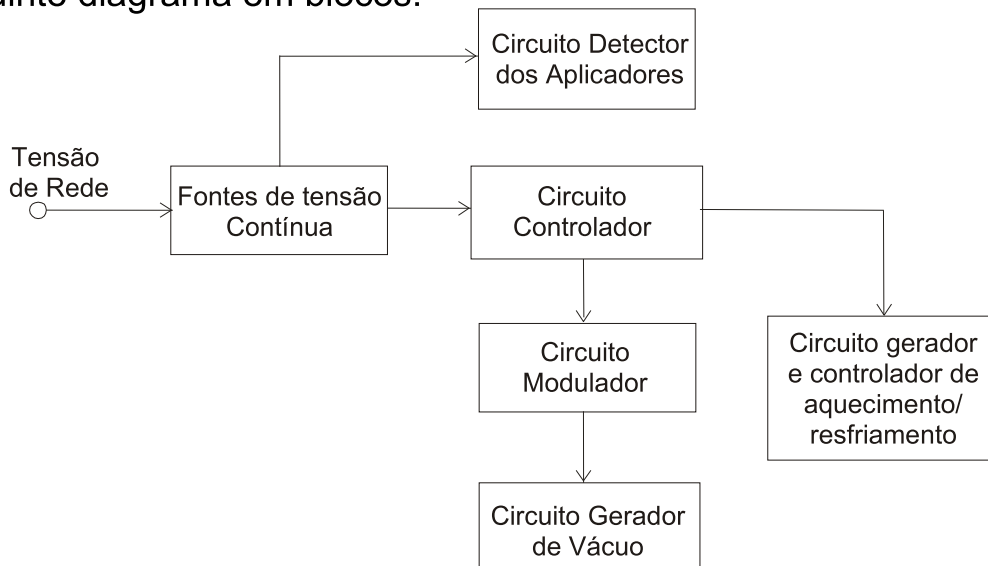 diagrama em blocos.
Circuito Detector
dos Aplicadores
Tensão
de Rede
Fontes de tensão
Contínua
Circuito
Controlador
Circuito
Modulador
Circuito gerador
e controlador de
aquecimento/
resfriamento
Circuito Gerador
de Vácuo